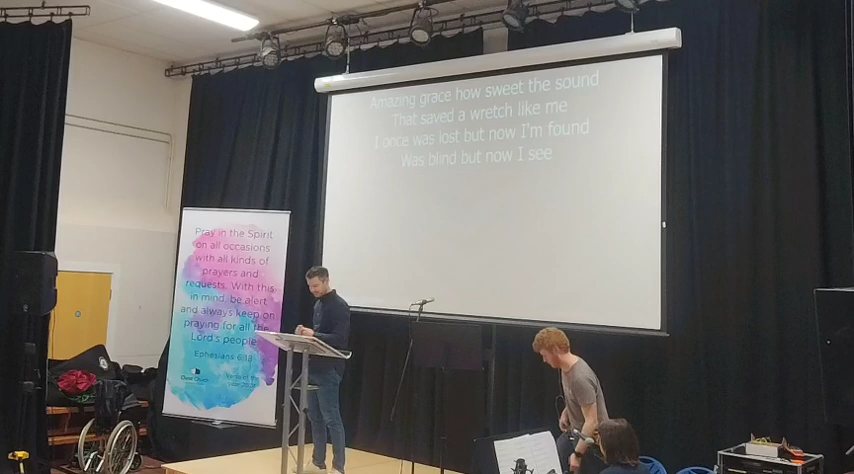 Amazing grace how sweet the sound
That saved a wretch like me
I once was lost but now I'm found
Was blind but now I see
Pray in the Spirit
on all occasions
with all kinds of
prayers and
requests. With this
in mind, be alert
and always keep on
praying for all the
Lord's people
Ephesians 6:18
Christ Church